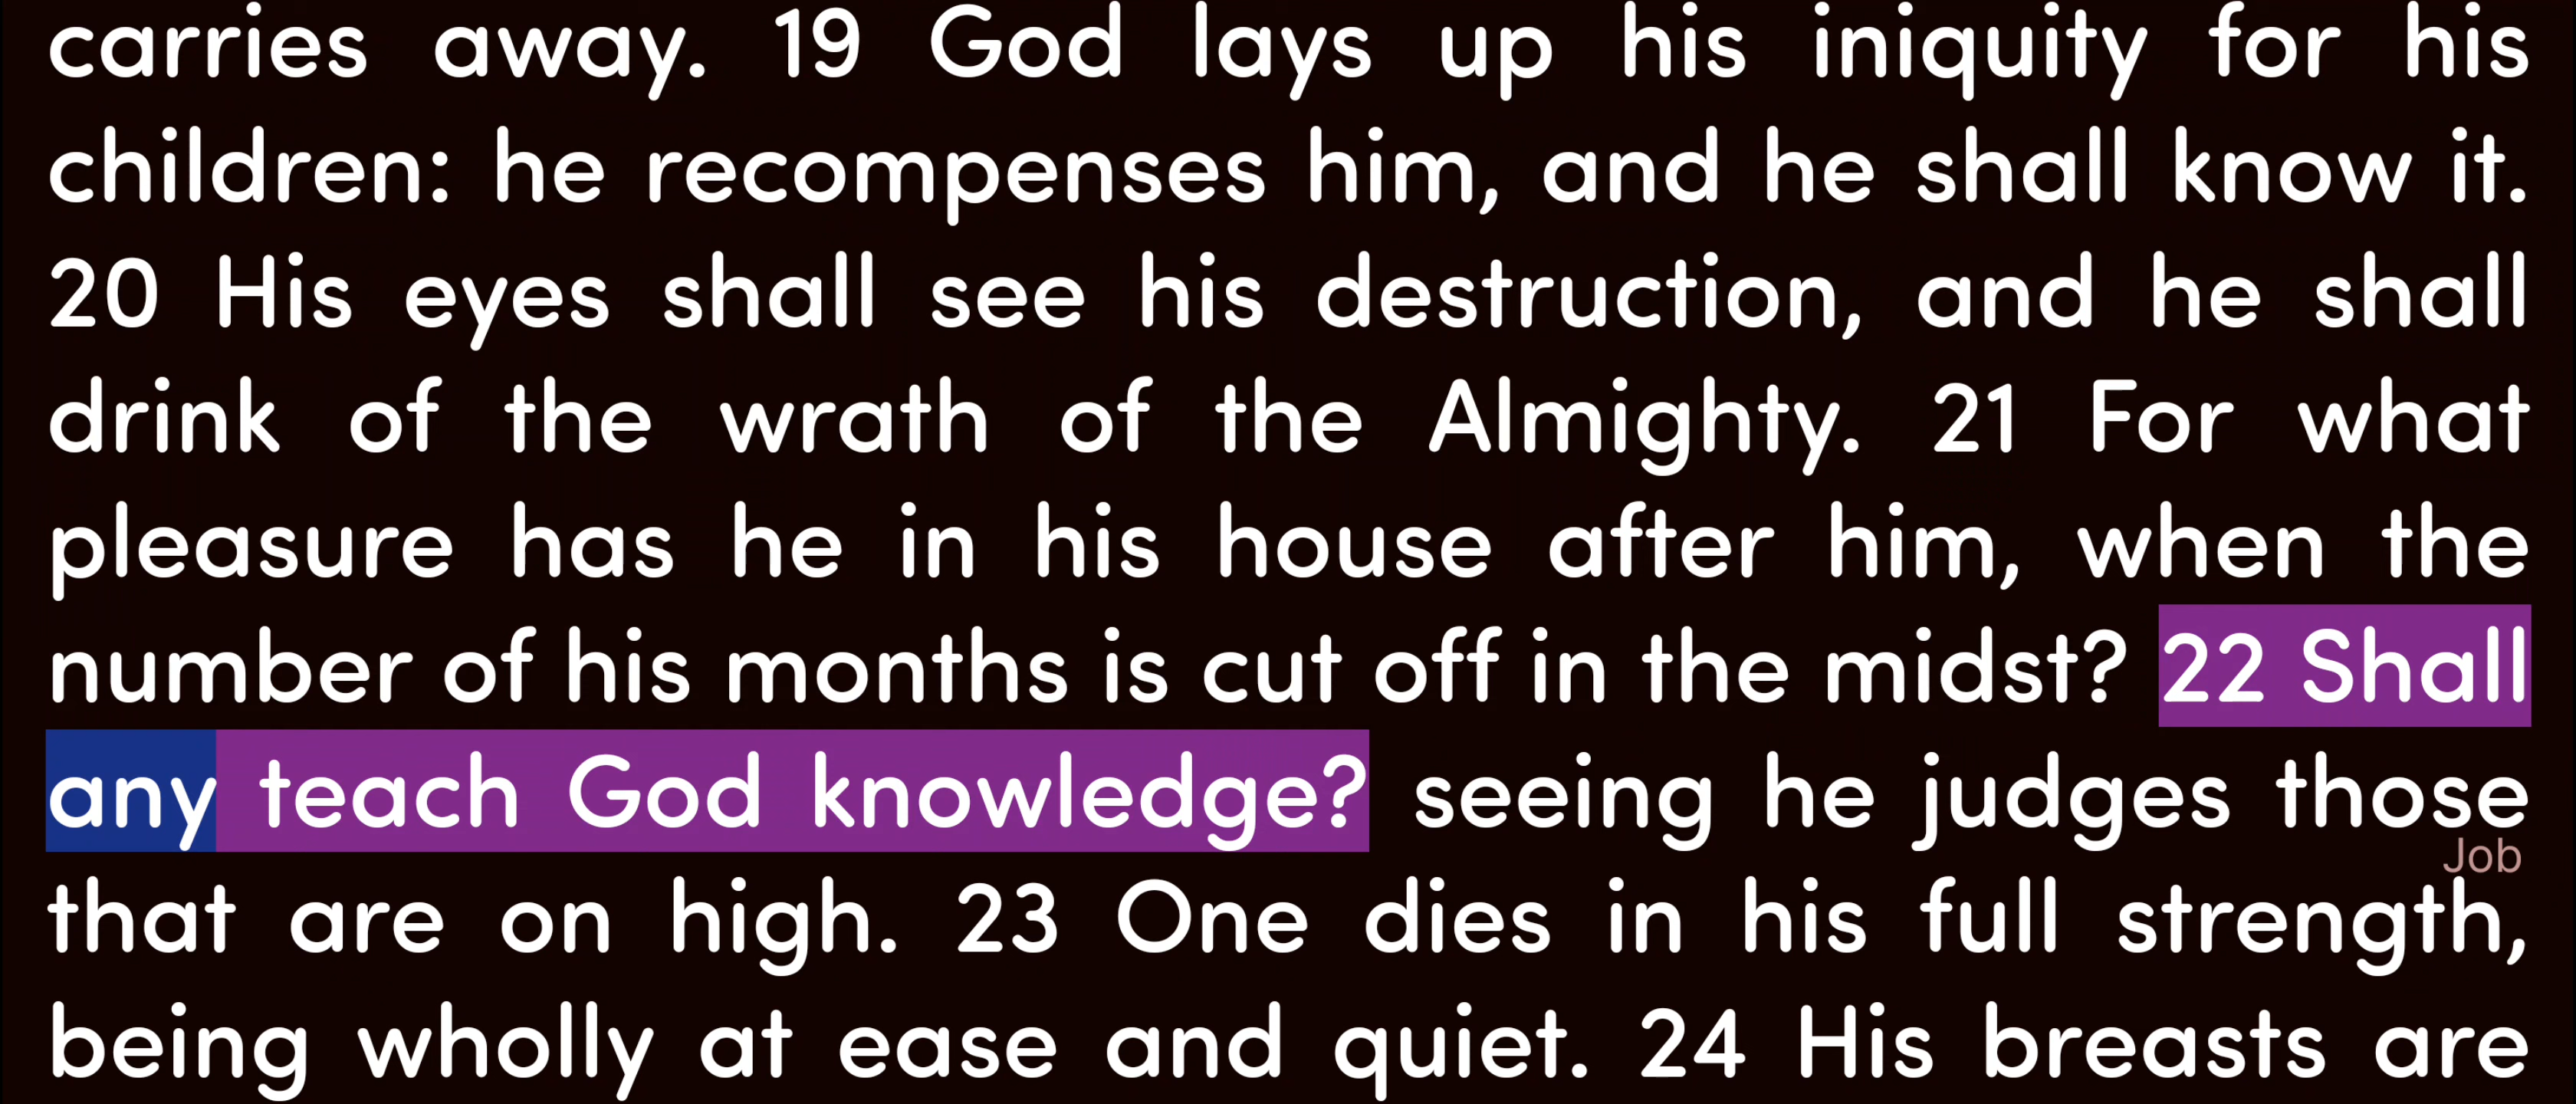 carries away. 19 God lays up his iniquity for his
children: he recompenses him, and he shall know it.
20 His eyes shall see his destruction, and he shall
drink of the wrath of the Almighty. 21 For what
pleasure has he in his house after him, when the
number of his months is cut off in the midst? 22 Shall
any teach God knowledge? seeing he judges those
Job
that are on high. 23 One dies in his full strength,
being wholly at ease and quiet. 24 His breasts are